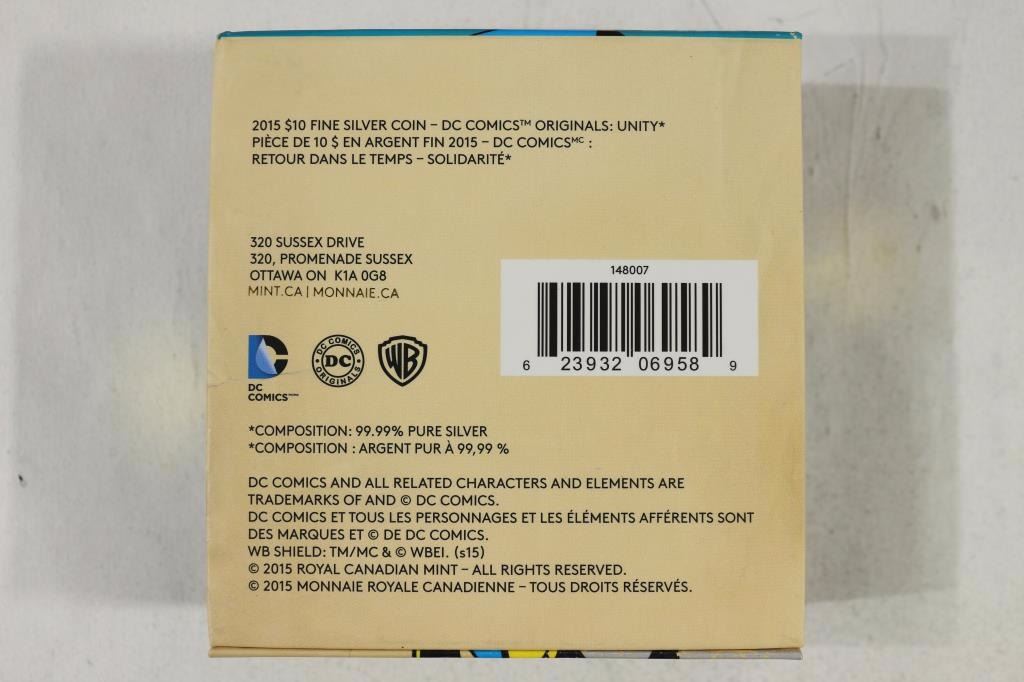 2015 $10 FINE SILVER COIN – DC COMICS™ ORIGINALS: UNITY*
PIÈCE DE 10 $ EN ARGENT FIN 2015 – DC COMICSᴹᶜ :
RETOUR DANS LE TEMPS – SOLIDARITÉ*
320 SUSSEX DRIVE
320, PROMENADE SUSSEX
OTTAWA ON K1A 0G8
MINT.CA | MONNAIE.CA
148007
6 23932 06958 9
DC COMICS ORIGINALS
DC
WB
DC
COMICS™/ᴹᶜ
*COMPOSITION: 99.99% PURE SILVER
*COMPOSITION : ARGENT PUR À 99,99 %
DC COMICS AND ALL RELATED CHARACTERS AND ELEMENTS ARE
TRADEMARKS OF AND © DC COMICS.
DC COMICS ET TOUS LES PERSONNAGES ET LES ÉLÉMENTS AFFÉRENTS SONT
DES MARQUES ET © DE DC COMICS.
WB SHIELD: TM/MC & © WBEI. (s15)
© 2015 ROYAL CANADIAN MINT – ALL RIGHTS RESERVED.
© 2015 MONNAIE ROYALE CANADIENNE – TOUS DROITS RÉSERVÉS.